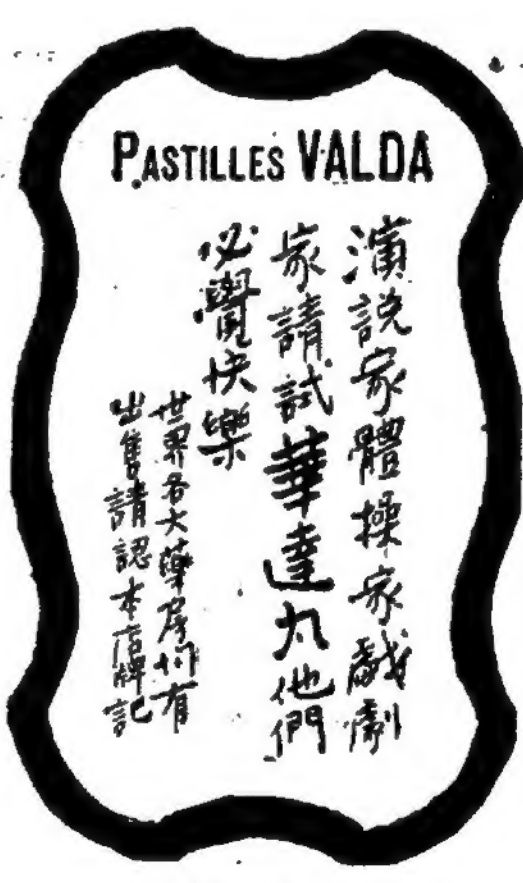 PASTILLES VALDA
演説家體操家戲劇
家請試華達丸他們
必覺快樂
世界各大藥房均有
出售請認本店牌記